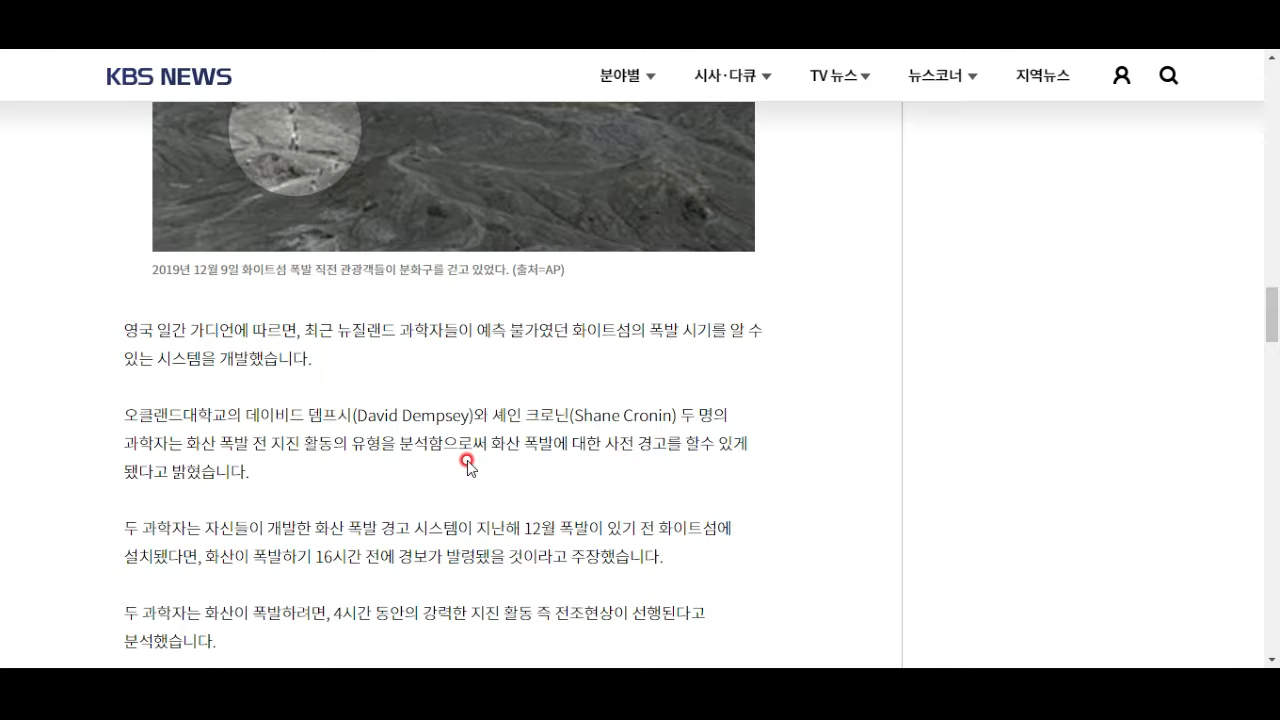 KBS NEWS
분야별 시사·다큐 TV 뉴스 뉴스코너 지역뉴스
2019년 12월 9일 화이트섬 폭발 직전 관광객들이 분화구를 걷고 있었다. (출처=AP)
영국 일간 가디언에 따르면, 최근 뉴질랜드 과학자들이 예측 불가였던 화이트섬의 폭발 시기를 알 수
있는 시스템을 개발했습니다.
오클랜드대학교의 데이비드 뎀프시(David Dempsey)와 셰인 크로닌(Shane Cronin) 두 명의
과학자는 화산 폭발 전 지진 활동의 유형을 분석함으로써 화산 폭발에 대한 사전 경고를 할수 있게
됐다고 밝혔습니다.
두 과학자는 자신들이 개발한 화산 폭발 경고 시스템이 지난해 12월 폭발이 있기 전 화이트섬에
설치됐다면, 화산이 폭발하기 16시간 전에 경보가 발령됐을 것이라고 주장했습니다.
두 과학자는 화산이 폭발하려면, 4시간 동안의 강력한 지진 활동 즉 전조현상이 선행된다고
분석했습니다.